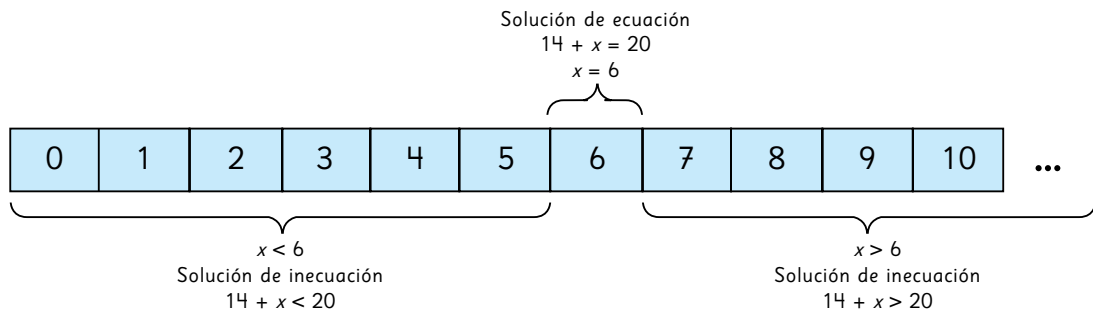 Solución de ecuación
14 + x = 20
x = 6
0 1 2 3 4 5 6 7 8 9 10 ...
x < 6
Solución de inecuación
14 + x < 20
x > 6
Solución de inecuación
14 + x > 20